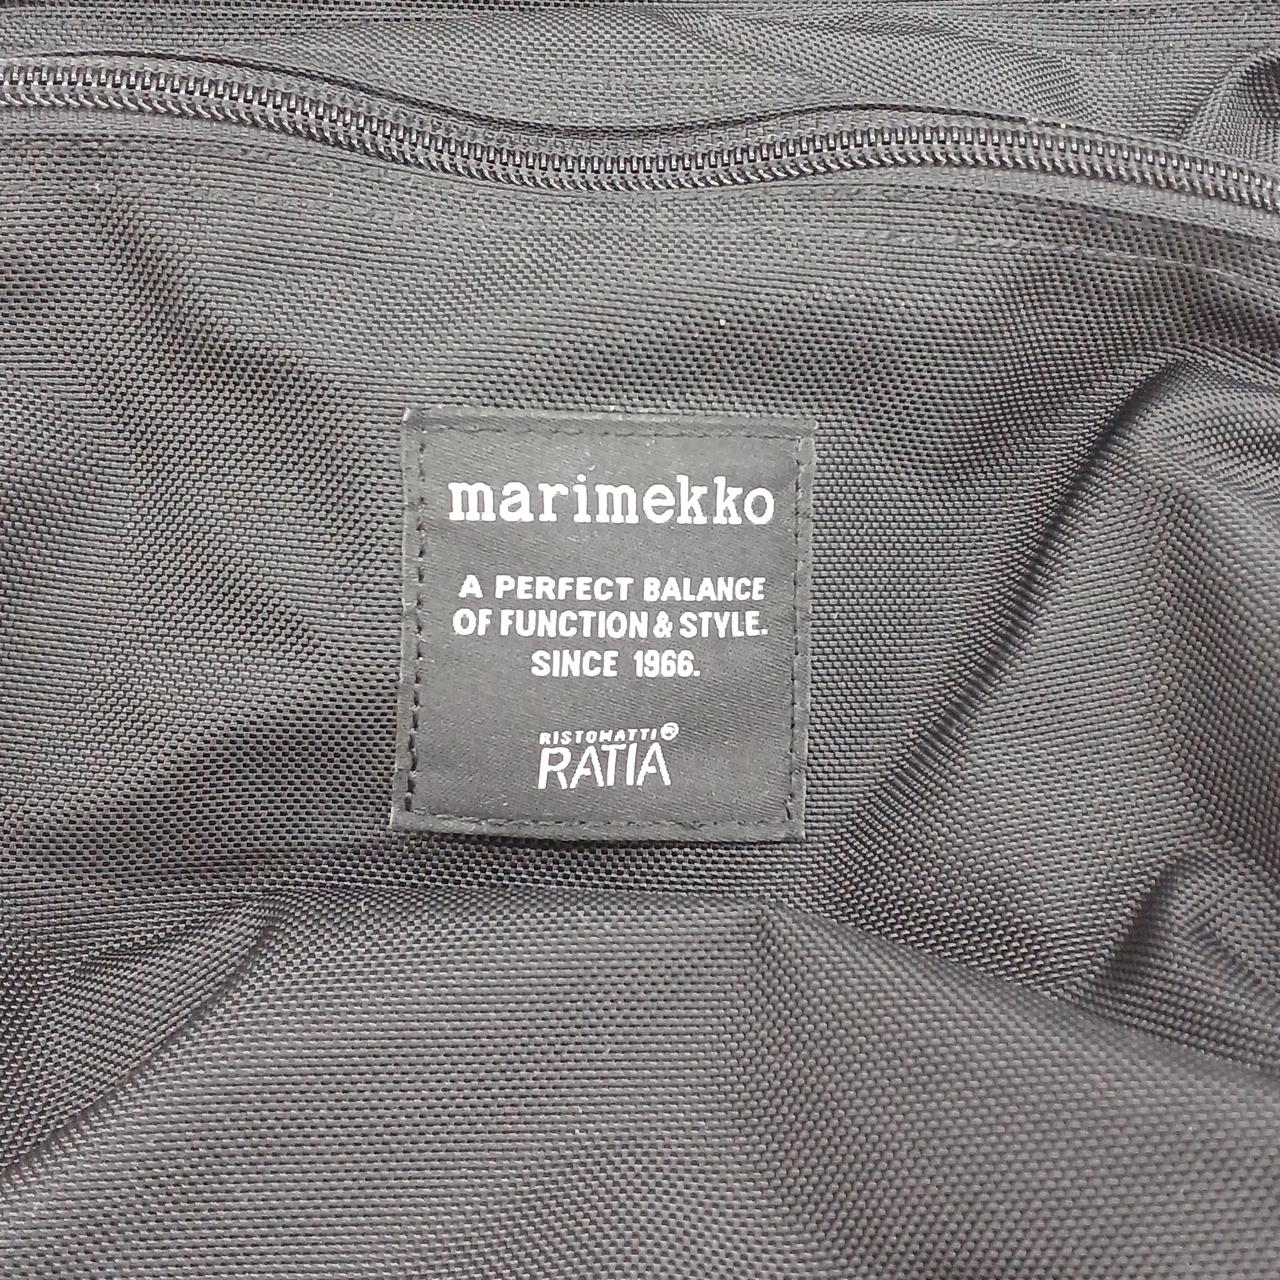 marimekko
A PERFECT BALANCE
OF FUNCTION & STYLE.
SINCE 1966.
RISTOMATTI®
RATIA